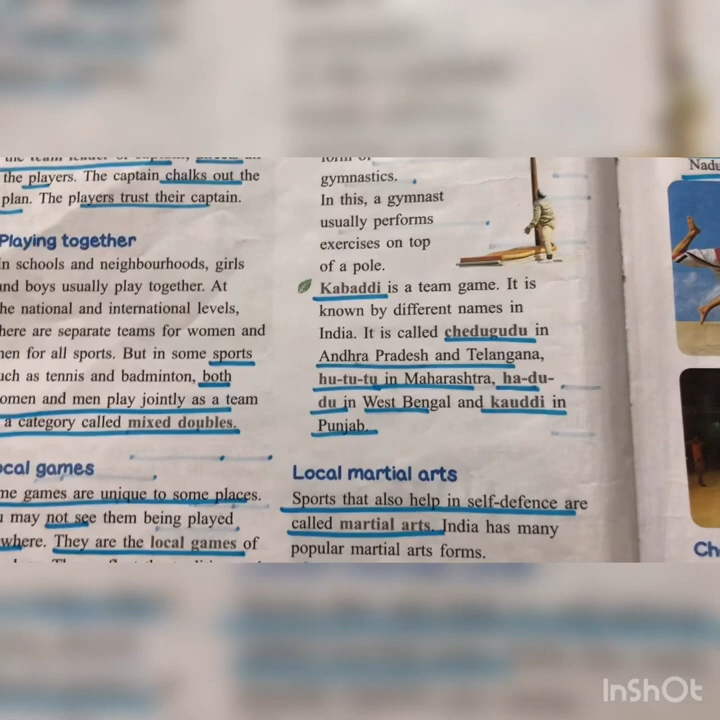 the players. The captain chalks out the
plan. The players trust their captain.
Playing together
In schools and neighbourhoods, girls
and boys usually play together. At
he national and international levels,
here are separate teams for women and
men for all sports. But in some sports
uch as tennis and badminton, both
omen and men play jointly as a team
a category called mixed doubles.
ocal games
me games are unique to some places.
may not see them being played
where. They are the local games of
gymnastics.
In this, a gymnast
usually performs
exercises on top
of a pole.
Kabaddi is a team game. It is
known by different names in
India. It is called chedugudu in
Andhra Pradesh and Telangana,
hu-tu-tu in Maharashtra, ha-du-
du in West Bengal and kauddi in
Punjab.
Local martial arts
Sports that also help in self-defence are
called martial arts. India has many
popular martial arts forms.
Nadu
Ch
InShOt